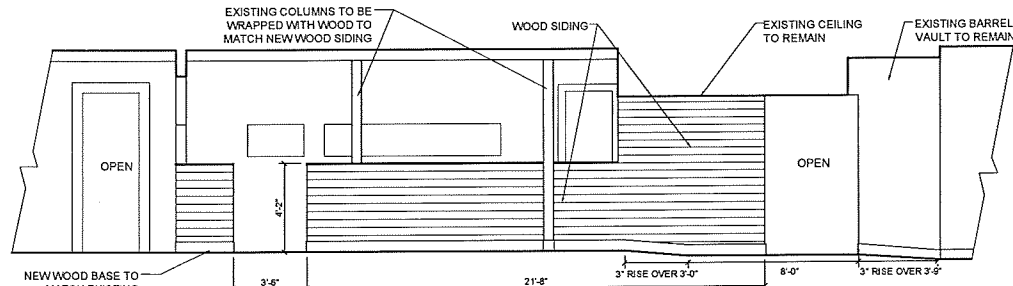 EXISTING COLUMNS TO BE
WRAPPED WITH WOOD TO
MATCH NEW WOOD SIDING
WOOD SIDING
EXISTING CEILING
TO REMAIN
EXISTING BARREL
VAULT TO REMAIN
OPEN
OPEN
4'-2"
NEW WOOD BASE TO
MATCH EXISTING
3'-6"
21'-8"
3" RISE OVER 3'-0"
8'-0"
3" RISE OVER 3'-9"